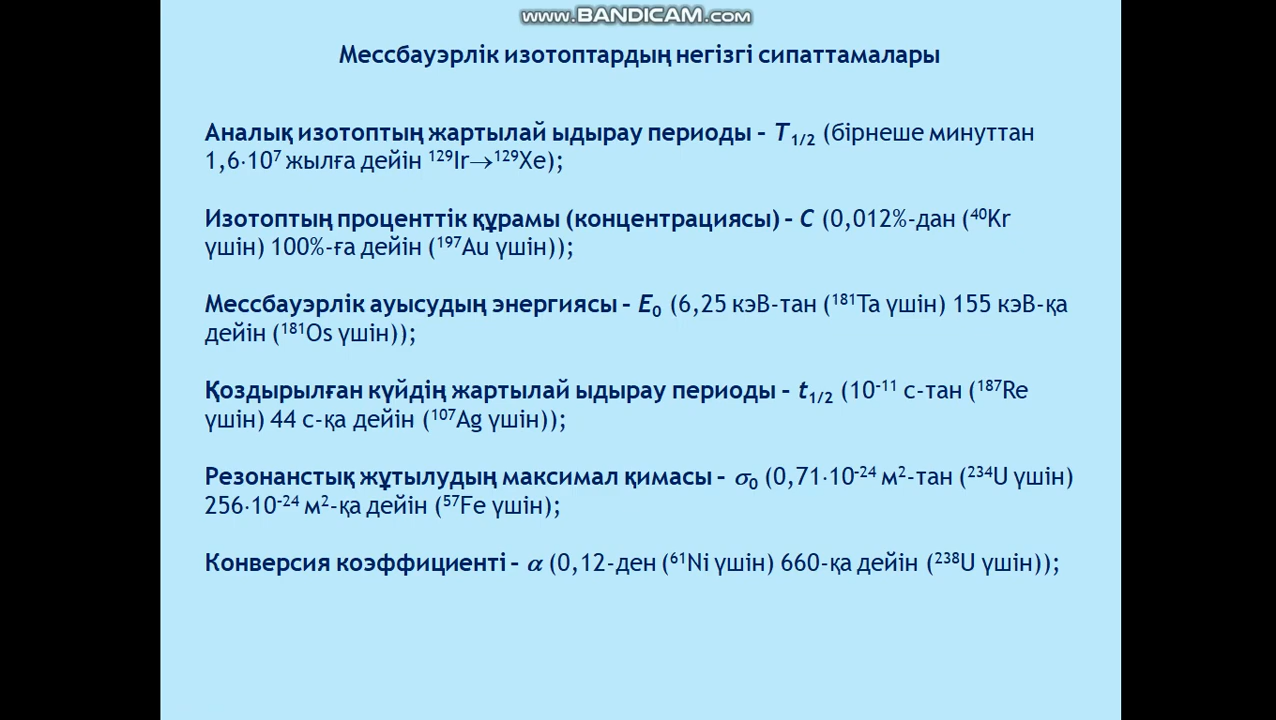 www.BANDICAM.com
Мессбауэрлік изотоптардың негізгі сипаттамалары
Аналық изотоптың жартылай ыдырау периоды – T₁/₂ (бірнеше минуттан
1,6·10⁷ жылға дейін ¹²⁹Ir→¹²⁹Xe);
Изотоптың проценттік құрамы (концентрациясы) – C (0,012%-дан (⁴⁰Kr
үшін) 100%-ға дейін (¹⁹⁷Au үшін));
Мессбауэрлік ауысудың энергиясы – E₀ (6,25 кэВ-тан (¹⁸¹Ta үшін) 155 кэВ-қа
дейін (¹⁸¹Os үшін));
Қоздырылған күйдің жартылай ыдырау периоды – t₁/₂ (10⁻¹¹ с-тан (¹⁸⁷Re
үшін) 44 с-қа дейін (¹⁰⁷Ag үшін));
Резонанстық жұтылудың максимал қимасы – σ₀ (0,71·10⁻²⁴ м²-тан (²³⁴U үшін)
256·10⁻²⁴ м²-қа дейін (⁵⁷Fe үшін);
Конверсия коэффициенті – α (0,12-ден (⁶¹Ni үшін) 660-қа дейін (²³⁸U үшін));